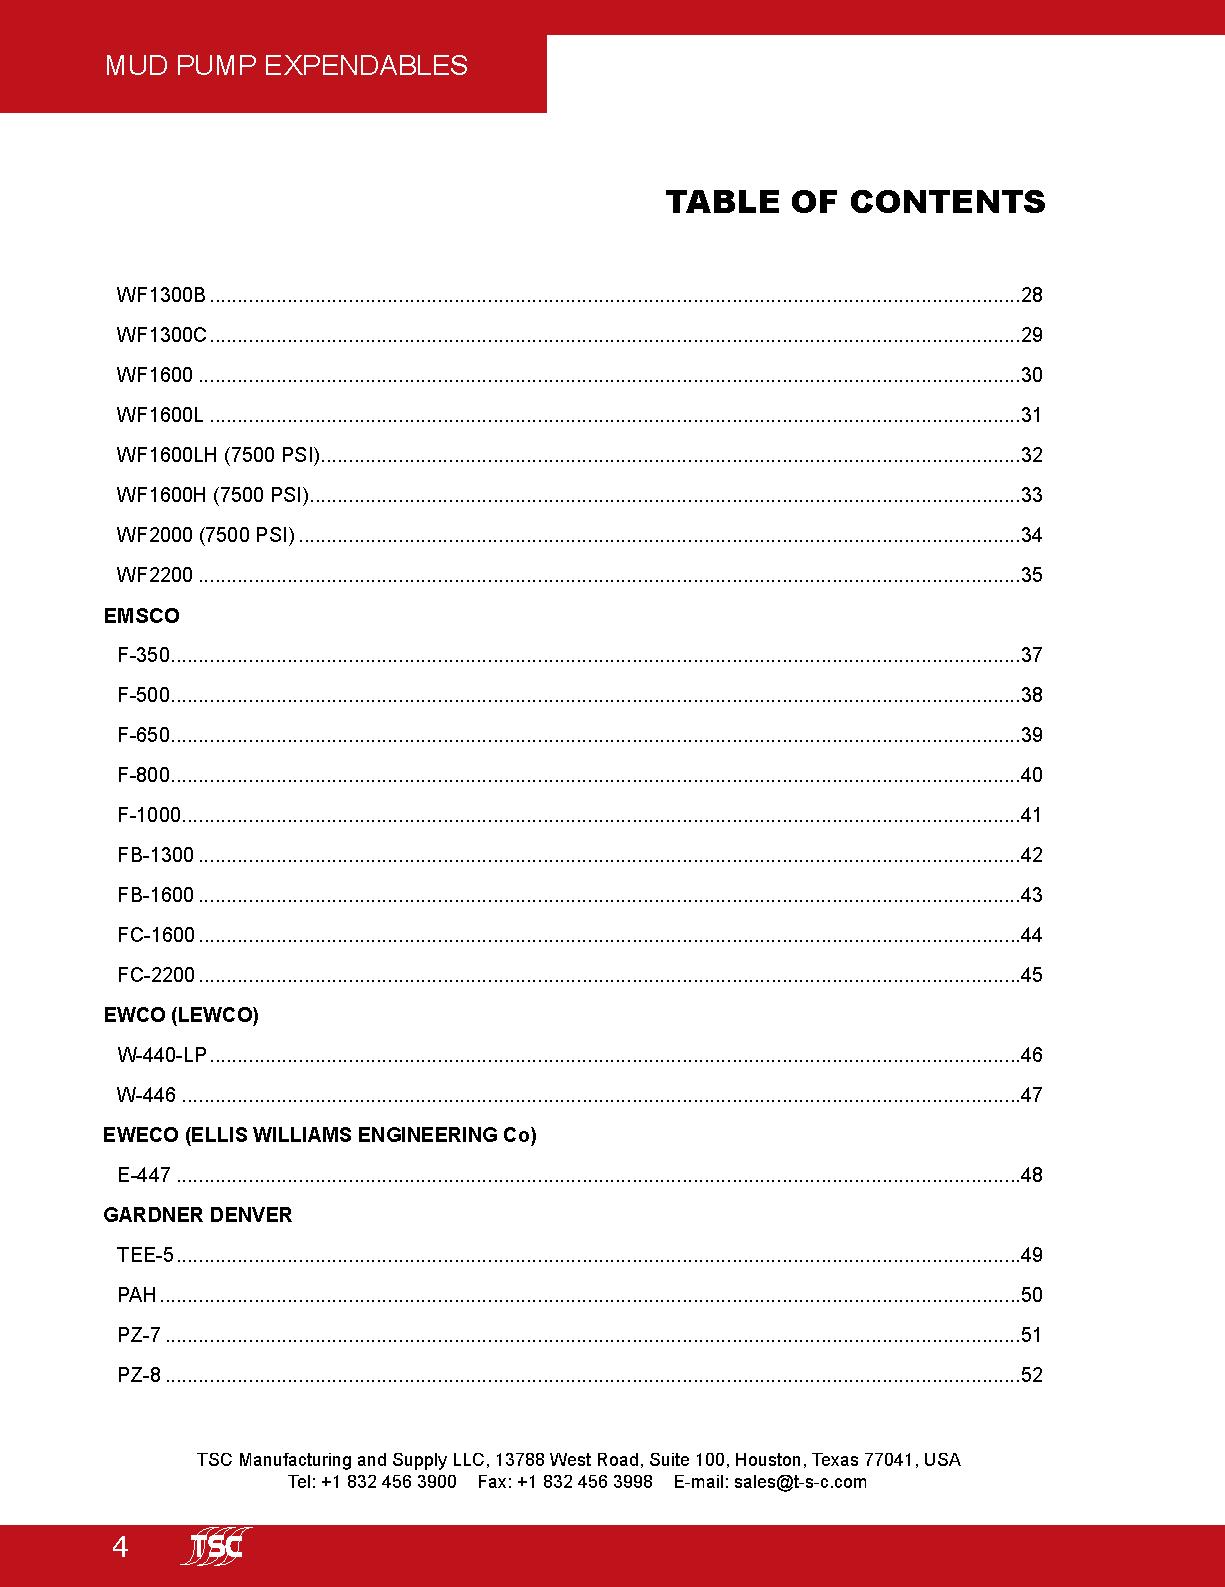 MUD PUMP EXPENDABLES
TABLE OF CONTENTS
WF1300B ........ 28
WF1300C ........ 29
WF1600 ........ 30
WF1600L ........ 31
WF1600LH (7500 PSI) ........ 32
WF1600H (7500 PSI) ........ 33
WF2000 (7500 PSI) ........ 34
WF2200 ........ 35
EMSCO
F-350 ........ 37
F-500 ........ 38
F-650 ........ 39
F-800 ........ 40
F-1000 ........ 41
FB-1300 ........ 42
FB-1600 ........ 43
FC-1600 ........ 44
FC-2200 ........ 45
EWCO (LEWCO)
W-440-LP ........ 46
W-446 ........ 47
EWECO (ELLIS WILLIAMS ENGINEERING Co)
E-447 ........ 48
GARDNER DENVER
TEE-5 ........ 49
PAH ........ 50
PZ-7 ........ 51
PZ-8 ........ 52
TSC Manufacturing and Supply LLC, 13788 West Road, Suite 100, Houston, Texas 77041, USA
Tel: +1 832 456 3900 Fax: +1 832 456 3998 E-mail: sales@t-s-c.com
4 TSC